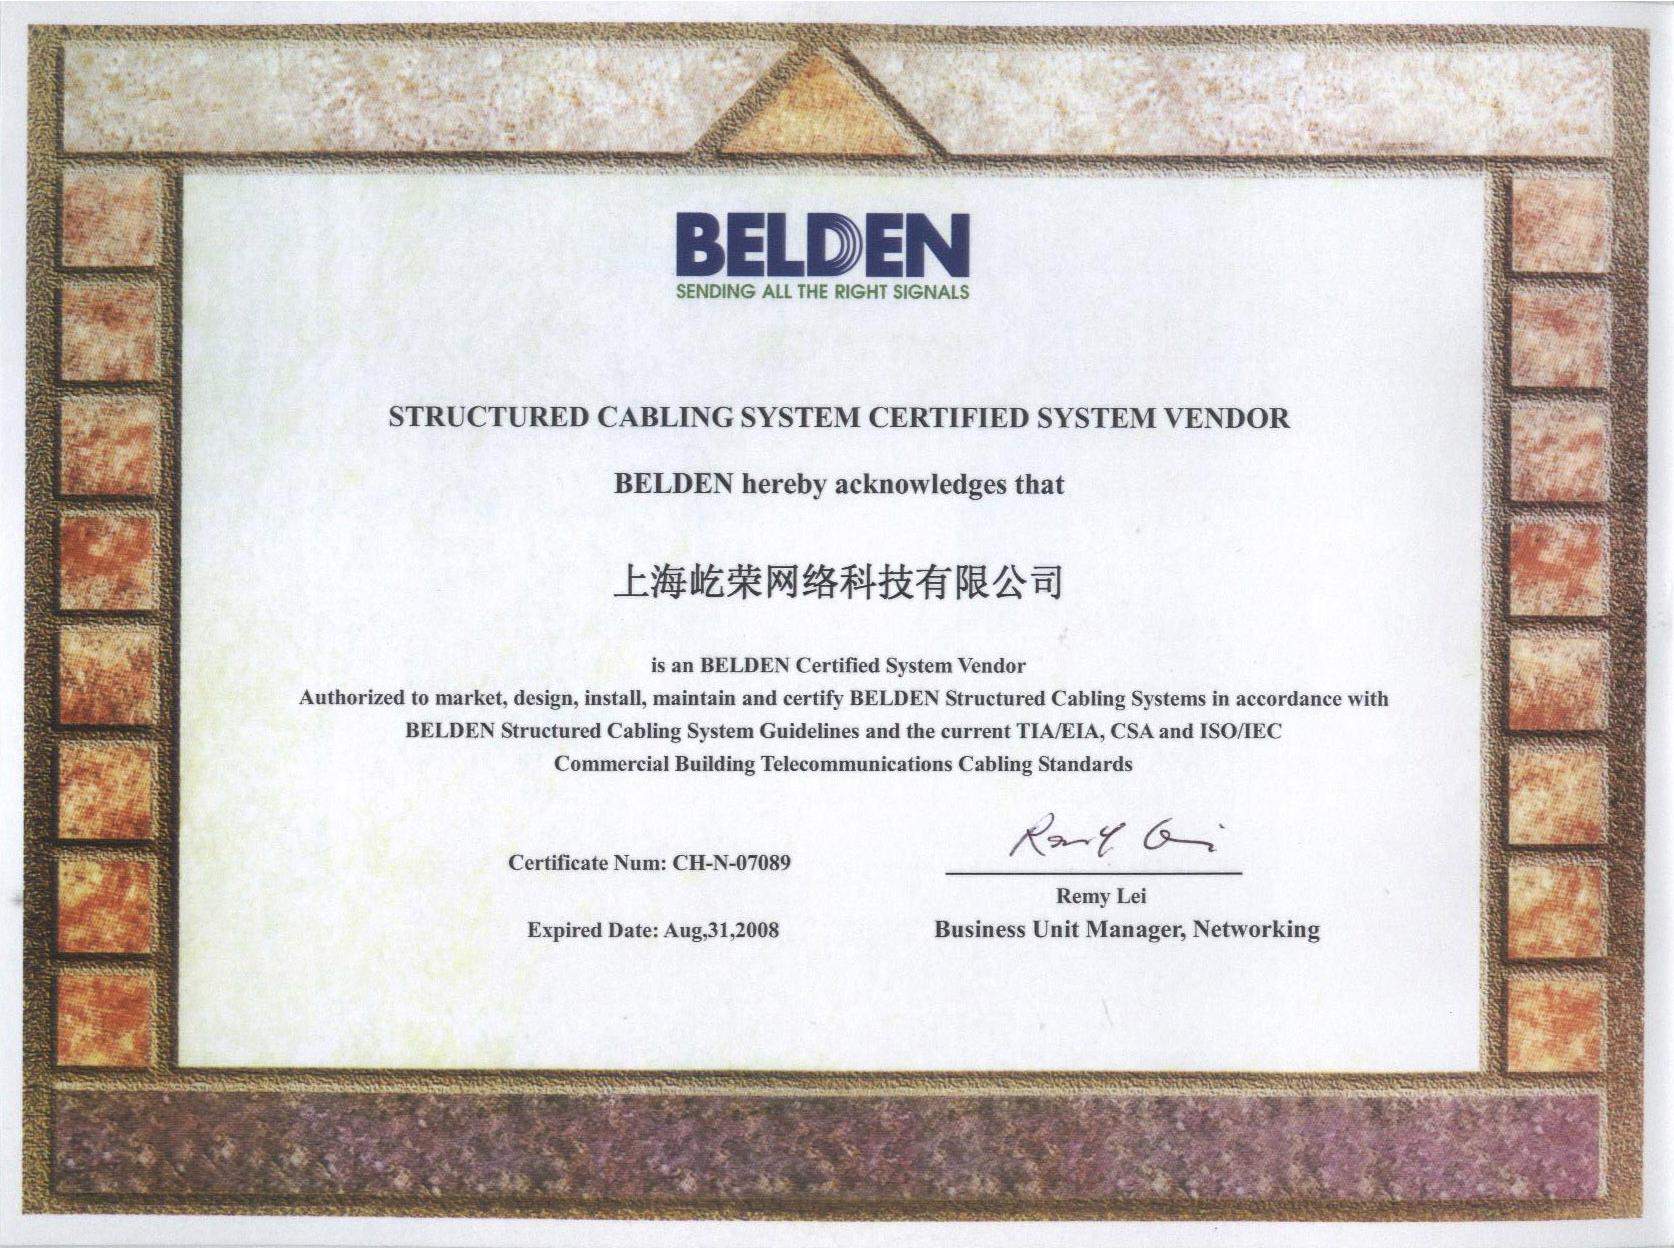 BELDEN
SENDING ALL THE RIGHT SIGNALS
STRUCTURED CABLING SYSTEM CERTIFIED SYSTEM VENDOR
BELDEN hereby acknowledges that
上海屹荣网络科技有限公司
is an BELDEN Certified System Vendor
Authorized to market, design, install, maintain and certify BELDEN Structured Cabling Systems in accordance with
BELDEN Structured Cabling System Guidelines and the current TIA/EIA, CSA and ISO/IEC
Commercial Building Telecommunications Cabling Standards
Certificate Num: CH-N-07089
Expired Date: Aug,31,2008
Remy Lei
Remy Lei
Business Unit Manager, Networking